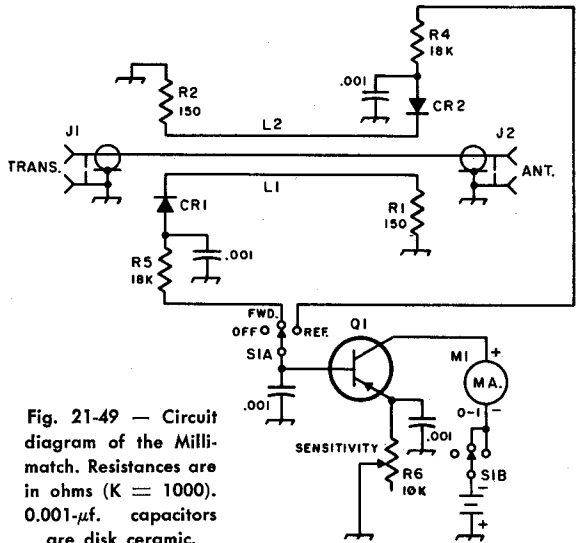 R4
18K
.001
CR2
R2
150
L2
J1
J2
TRANS.
ANT.
L1
CR1
R1
150
.001
R5
18K
FWD.
OFF
REF.
S1A
Q1
M1
+
MA.
0-1
-
.001
.001
SENSITIVITY
R6
10K
S1B
-
+
Fig. 21-49 — Circuit
diagram of the Milli-
match. Resistances are
in ohms (K = 1000).
0.001-μf. capacitors
are disk ceramic.